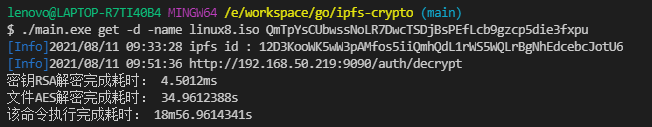 lenovo@LAPTOP-R7TI40B4 MINGW64 /e/workspace/go/ipfs-crypto (main)
$ ./main.exe get -d -name linux8.iso QmTpYsCUbwssNoLR7DwcTSDjBsPEfLcb9gzcp5die3fxpu
[Info]2021/08/11 09:33:28 ipfs id : 12D3KooWK5wW3pAMfos5iiQmhQdL1rWS5WQLrBgNhEdcebcJotU6
[Info]2021/08/11 09:51:36 http://192.168.50.219:9090/auth/decrypt
密钥RSA解密完成耗时： 4.5012ms
文件AES解密完成耗时： 34.9612388s
该命令执行完成耗时： 18m56.9614341s